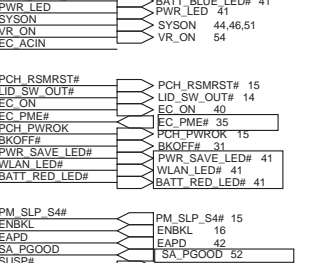 BATT_BLUE_LED# 41
PWR_LED PWR_LED 41
SYSON SYSON 44,46,51
VR_ON VR_ON 54
EC_ACIN
PCH_RSMRST# PCH_RSMRST# 15
LID_SW_OUT# LID_SW_OUT# 14
EC_ON EC_ON 40
EC_PME# EC_PME# 35
PCH_PWROK PCH_PWROK 15
BKOFF# BKOFF# 31
PWR_SAVE_LED# PWR_SAVE_LED# 41
WLAN_LED# WLAN_LED# 41
BATT_RED_LED# BATT_RED_LED# 41
PM_SLP_S4# PM_SLP_S4# 15
ENBKL ENBKL 16
EAPD EAPD 42
SA_PGOOD SA_PGOOD 52
SUSP#